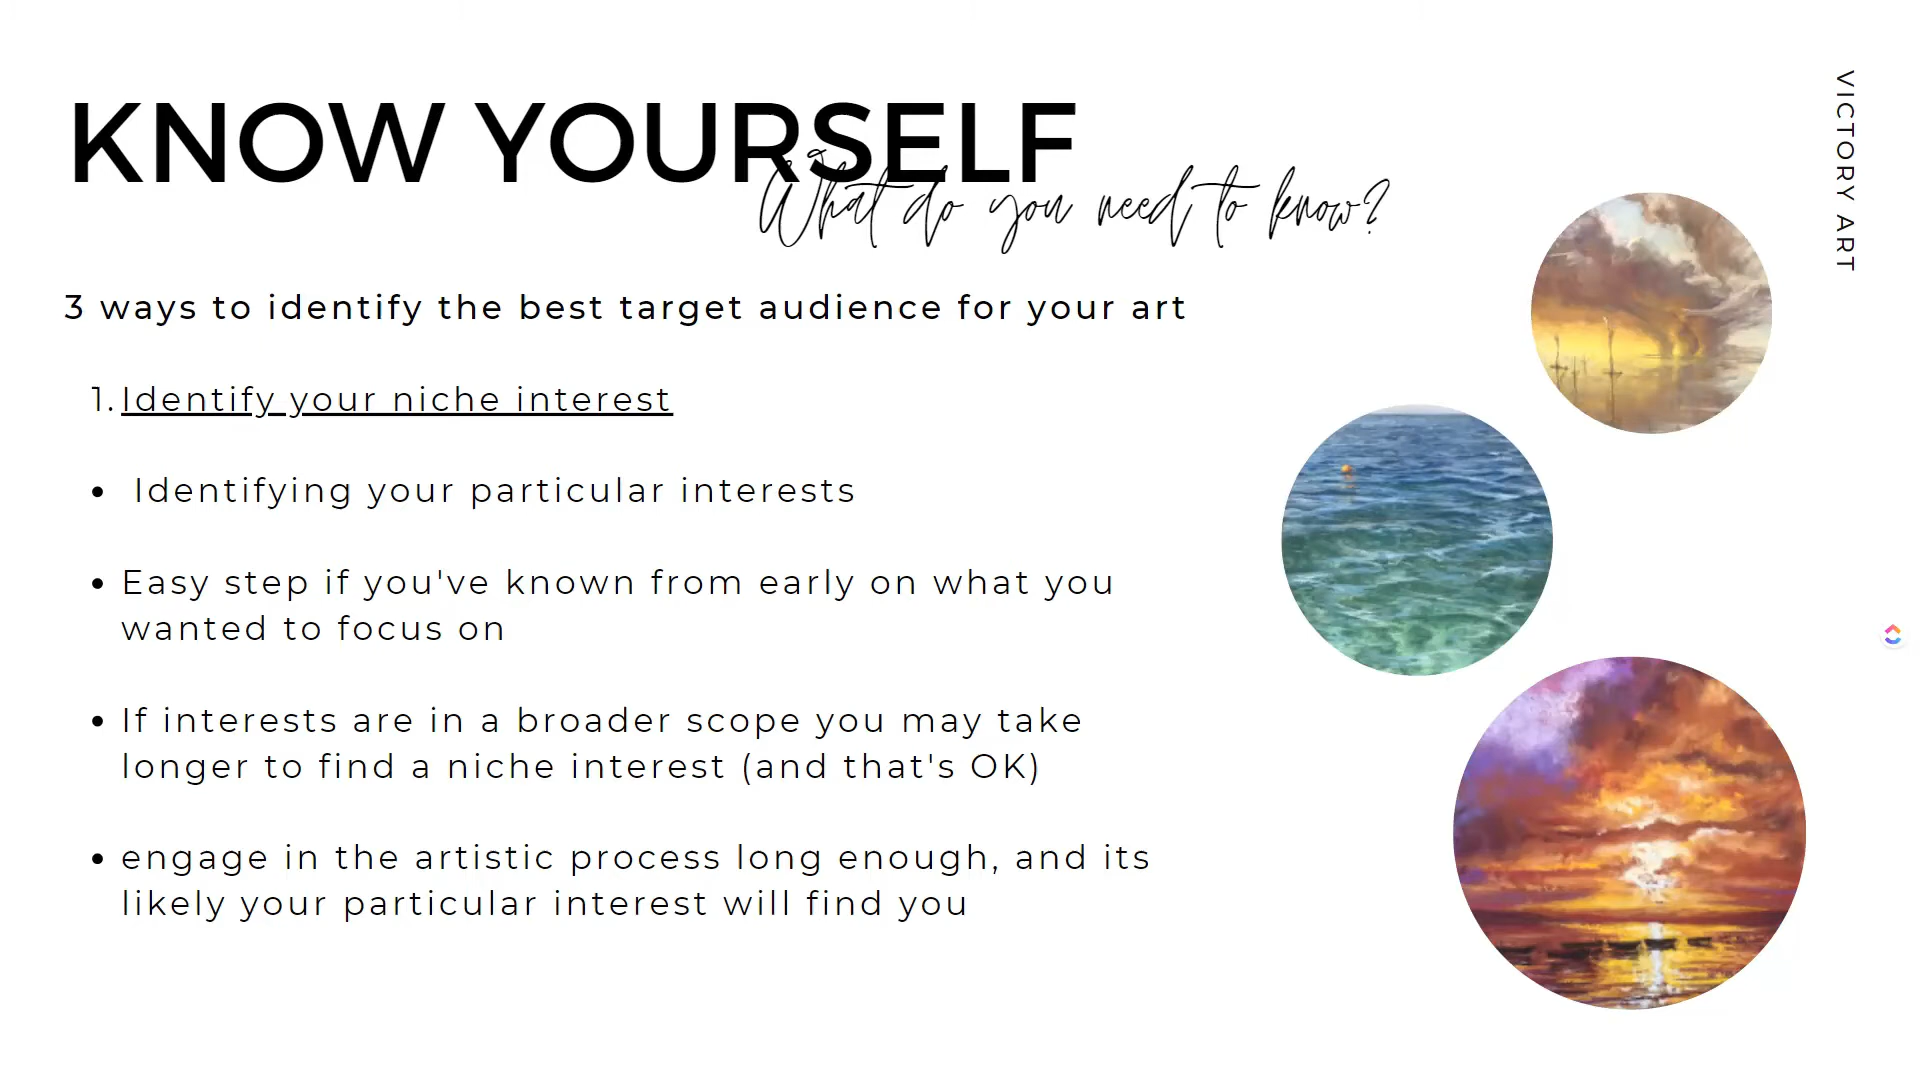 KNOW YOURSELF
What do you need to know?
VICTORY ART
3 ways to identify the best target audience for your art
1. Identify your niche interest
• Identifying your particular interests
• Easy step if you've known from early on what you
wanted to focus on
• If interests are in a broader scope you may take
longer to find a niche interest (and that's OK)
• engage in the artistic process long enough, and its
likely your particular interest will find you